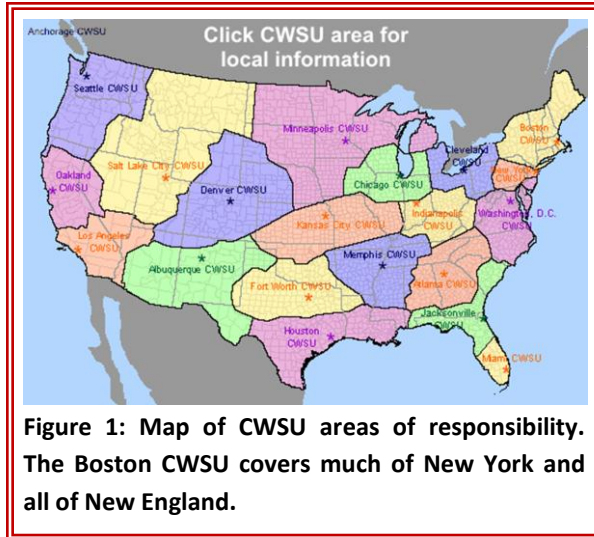 Anchorage CWSU
Click CWSU area for
local information
Seattle CWSU
Minneapolis CWSU
Boston
CWSU
Cleveland
CWSU
Salt Lake City CWSU
Oakland
CWSU
Denver CWSU
Chicago CWSU
New York
CWSU
Indianapolis
CWSU
Washington, D.C.
CWSU
Kansas City CWSU
Los Angeles
CWSU
Albuquerque CWSU
Memphis CWSU
Fort Worth CWSU
Atlanta CWSU
Jacksonville
CWSU
Houston
CWSU
Miami CWSU
Figure 1: Map of CWSU areas of responsibility.
The Boston CWSU covers much of New York and
all of New England.